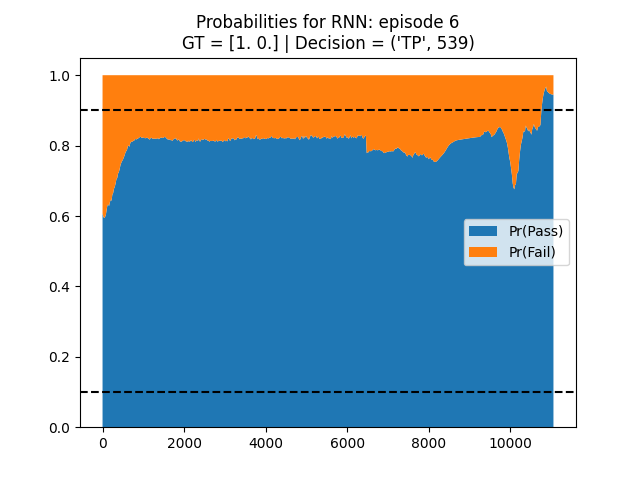 Probabilities for RNN: episode 6
GT = [1. 0.] | Decision = ('TP', 539)
1.0
0.8
0.6
0.4
0.2
0.0
Pr(Pass)
Pr(Fail)
0 2000 4000 6000 8000 10000